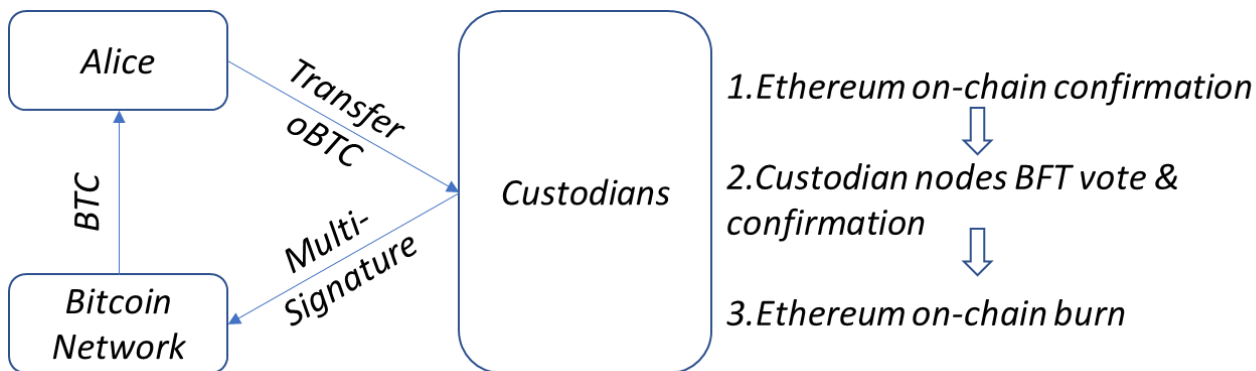 Alice
Transfer
oBTC
BTC
Multi-
Signature
Bitcoin
Network
Custodians
1.Ethereum on-chain confirmation
2.Custodian nodes BFT vote &
confirmation
3.Ethereum on-chain burn